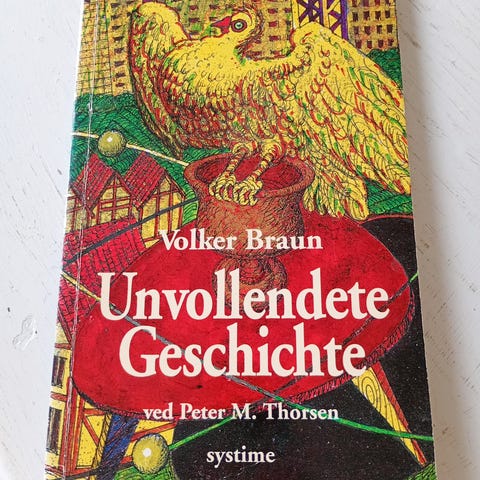 Volker Braun
Unvollendete
Geschichte
ved Peter M. Thorsen
systime